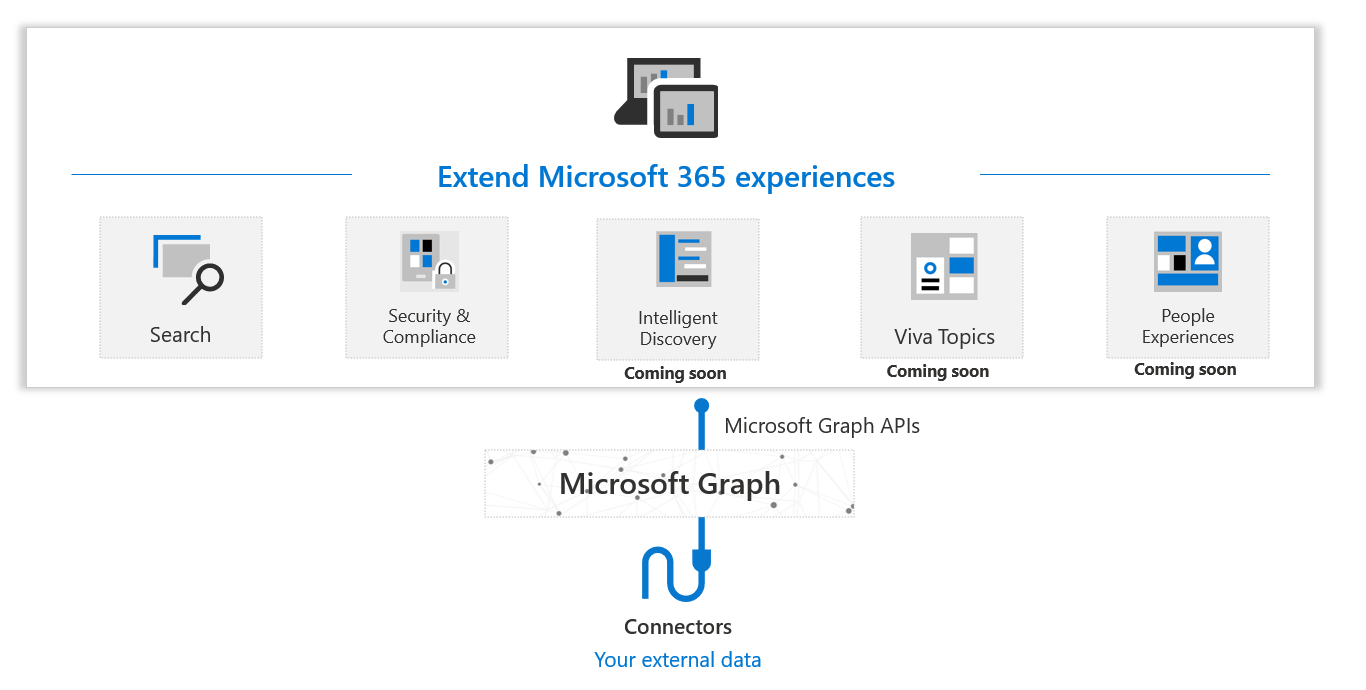 Extend Microsoft 365 experiences
Search
Security &
Compliance
Intelligent
Discovery
Coming soon
Viva Topics
Coming soon
People
Experiences
Coming soon
Microsoft Graph APIs
Microsoft Graph
Connectors
Your external data